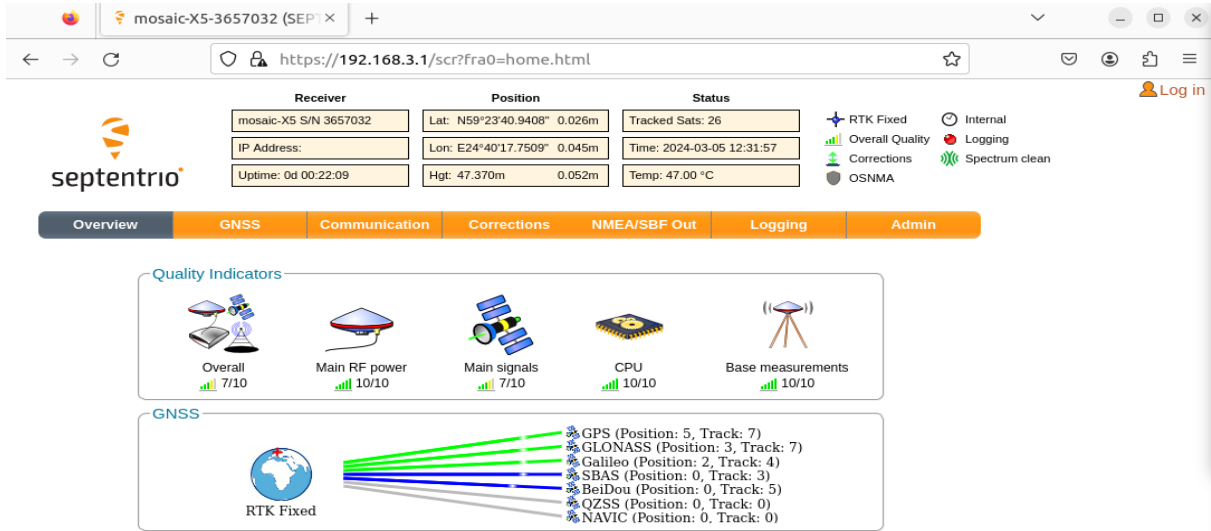 mosaic-X5-3657032 (SEPT
https://192.168.3.1/scr?fra0=home.html
Log in
septentrio
Receiver
mosaic-X5 S/N 3657032
IP Address:
Uptime: 0d 00:22:09
Position
Lat: N59°23'40.9408" 0.026m
Lon: E24°40'17.7509" 0.045m
Hgt: 47.370m 0.052m
Status
Tracked Sats: 26
Time: 2024-03-05 12:31:57
Temp: 47.00 °C
RTK Fixed
Overall Quality
Corrections
OSNMA
Internal
Logging
Spectrum clean
Overview GNSS Communication Corrections NMEA/SBF Out Logging Admin
Quality Indicators
Overall
7/10
Main RF power
10/10
Main signals
7/10
CPU
10/10
Base measurements
10/10
GNSS
RTK Fixed
GPS (Position: 5, Track: 7)
GLONASS (Position: 3, Track: 7)
Galileo (Position: 2, Track: 4)
SBAS (Position: 0, Track: 3)
BeiDou (Position: 0, Track: 5)
QZSS (Position: 0, Track: 0)
NAVIC (Position: 0, Track: 0)